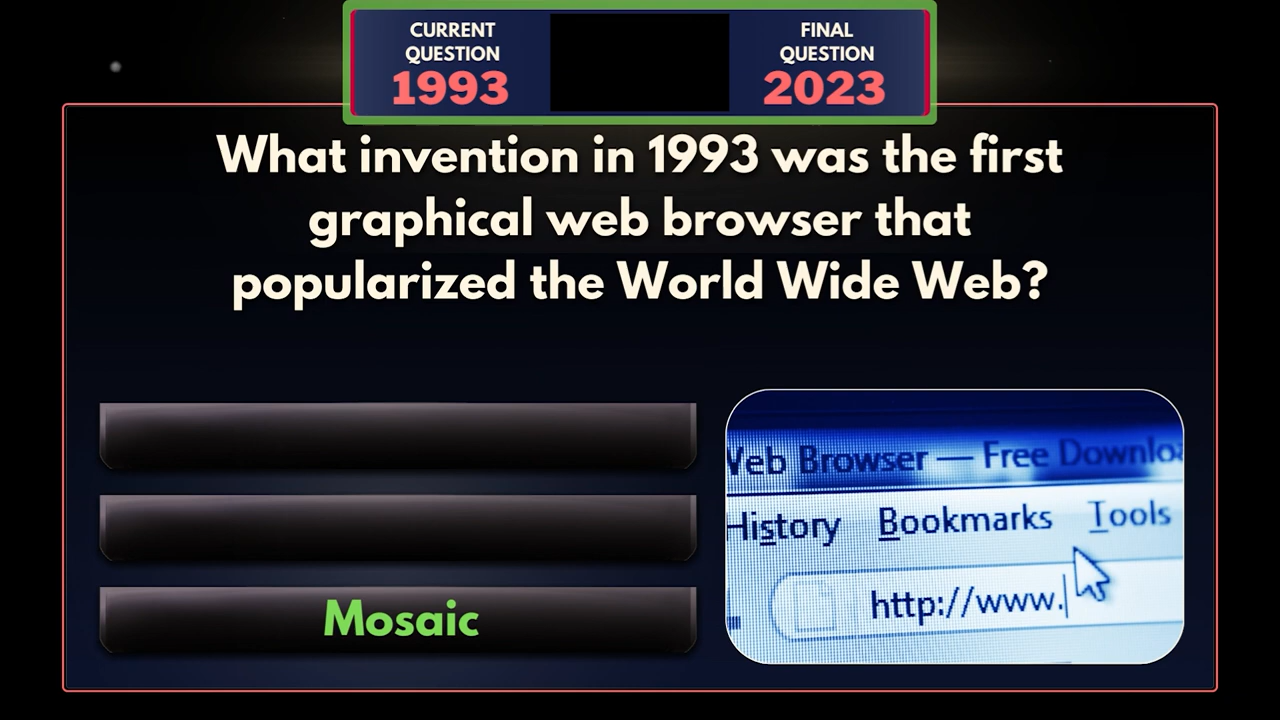 CURRENT
QUESTION
1993
FINAL
QUESTION
2023
What invention in 1993 was the first
graphical web browser that
popularized the World Wide Web?
Mosaic
Web Browser — Free Downloa
History Bookmarks Tools
http://www.